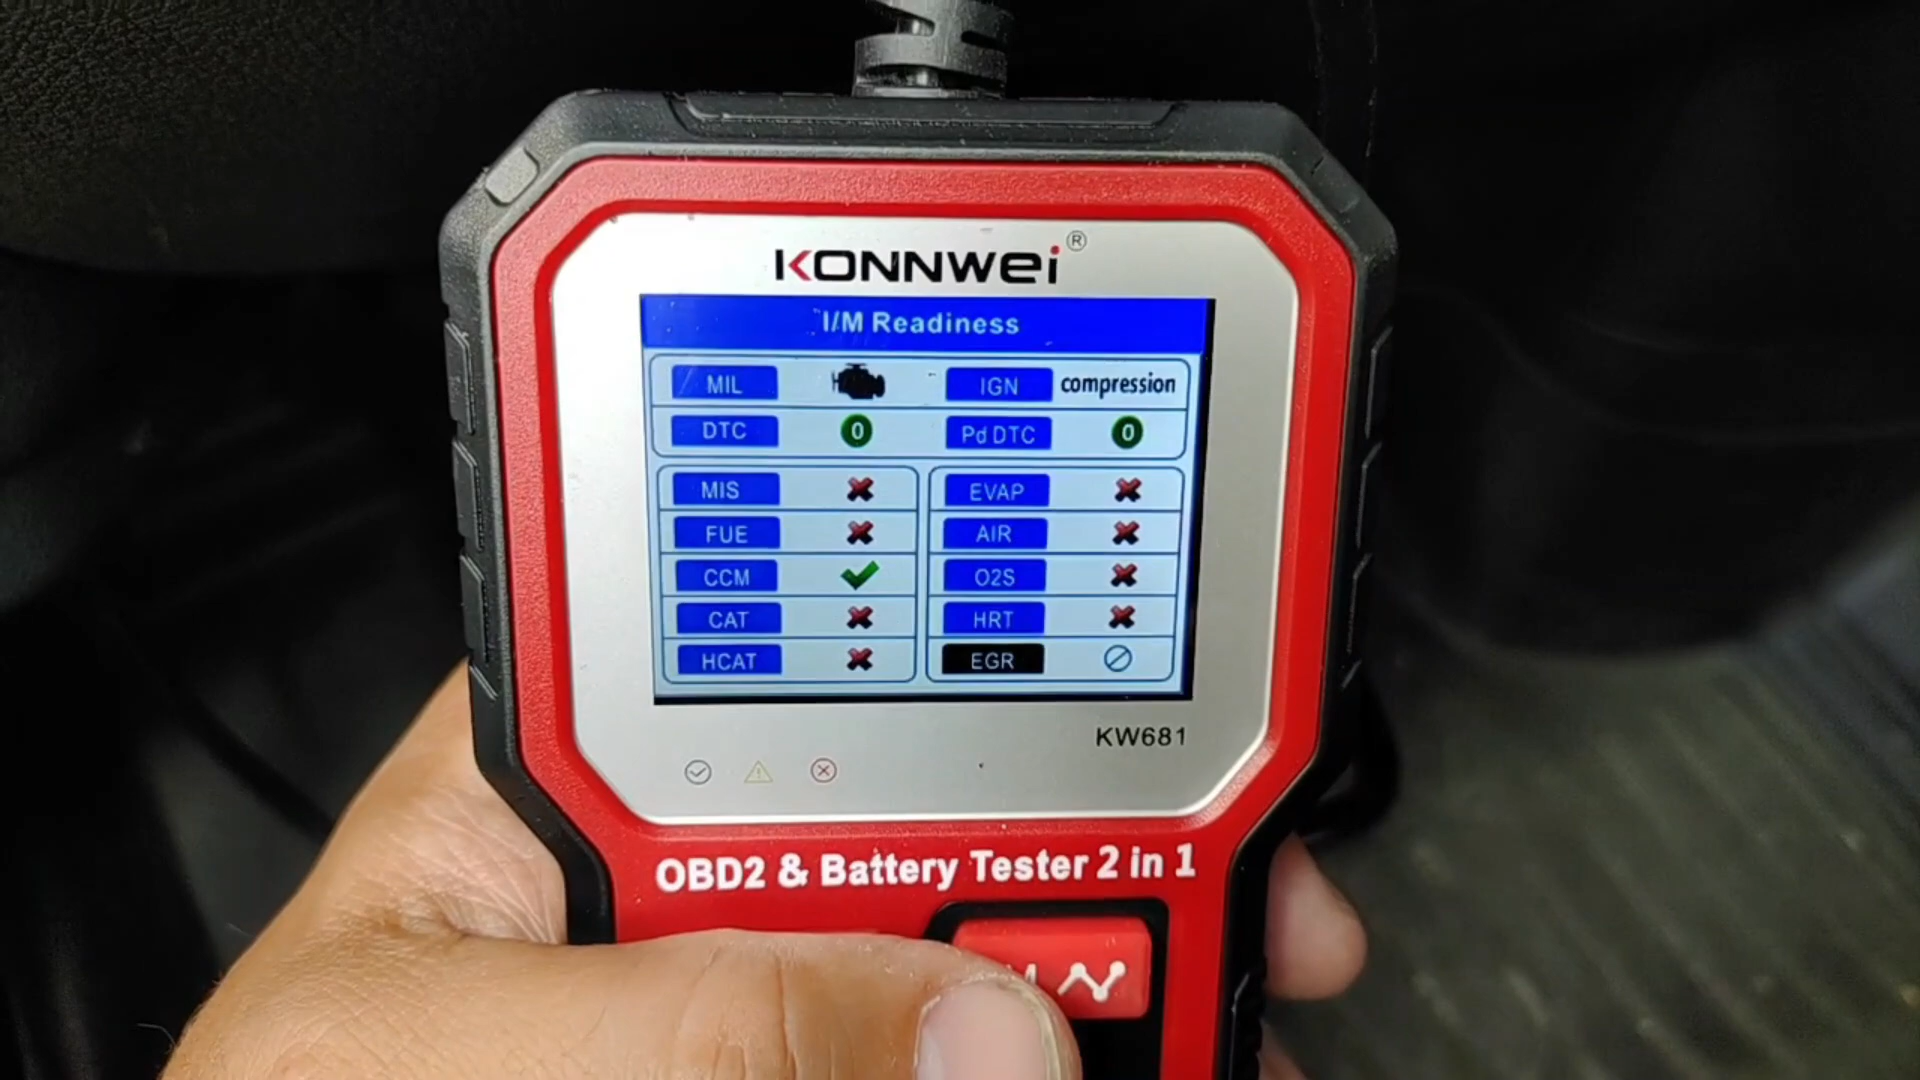 KONNWEI ®
I/M Readiness
MIL IGN compression
DTC 0 Pd DTC 0
MIS EVAP
FUE AIR
CCM O2S
CAT HRT
HCAT EGR
KW681
OBD2 & Battery Tester 2 in 1